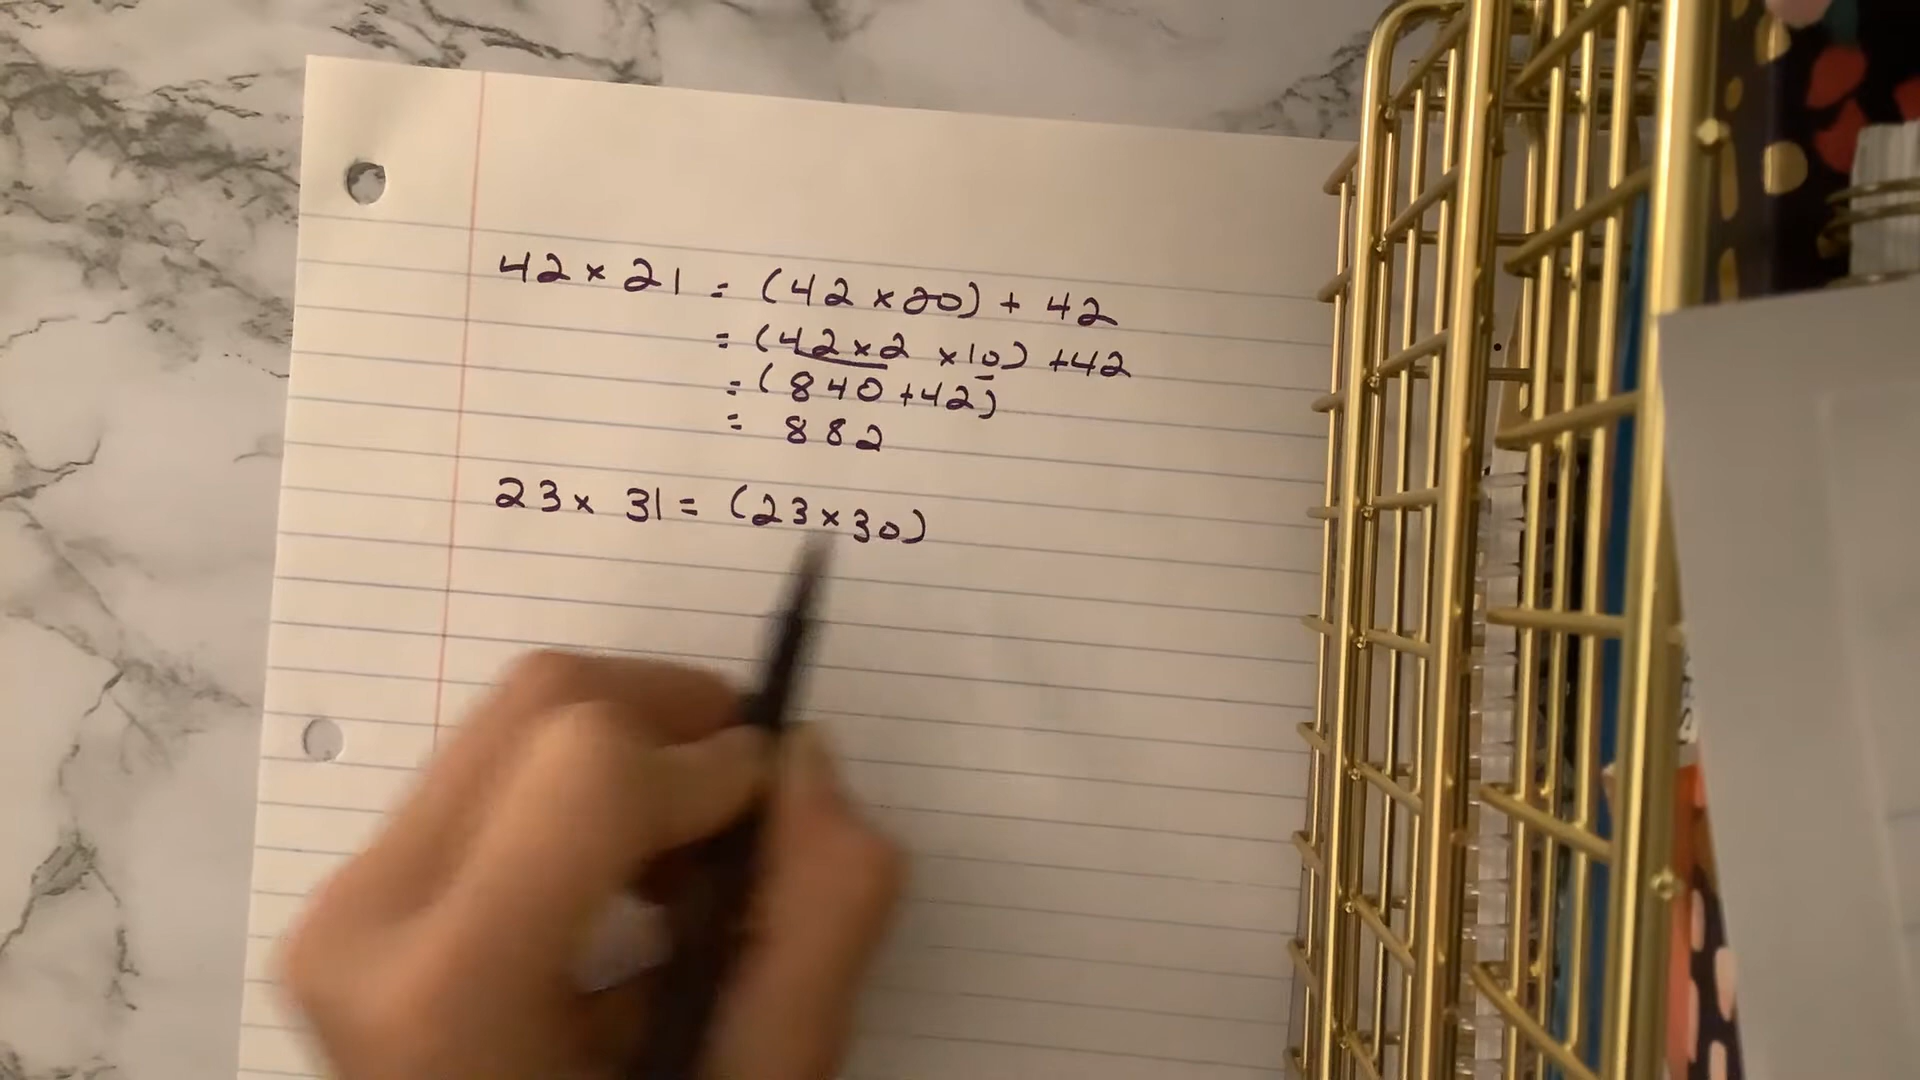 42 × 21 = (42 × 20) + 42
= (42 × 2 × 10) + 42
= (840 + 42)
= 882
23 × 31 = (23 × 30)